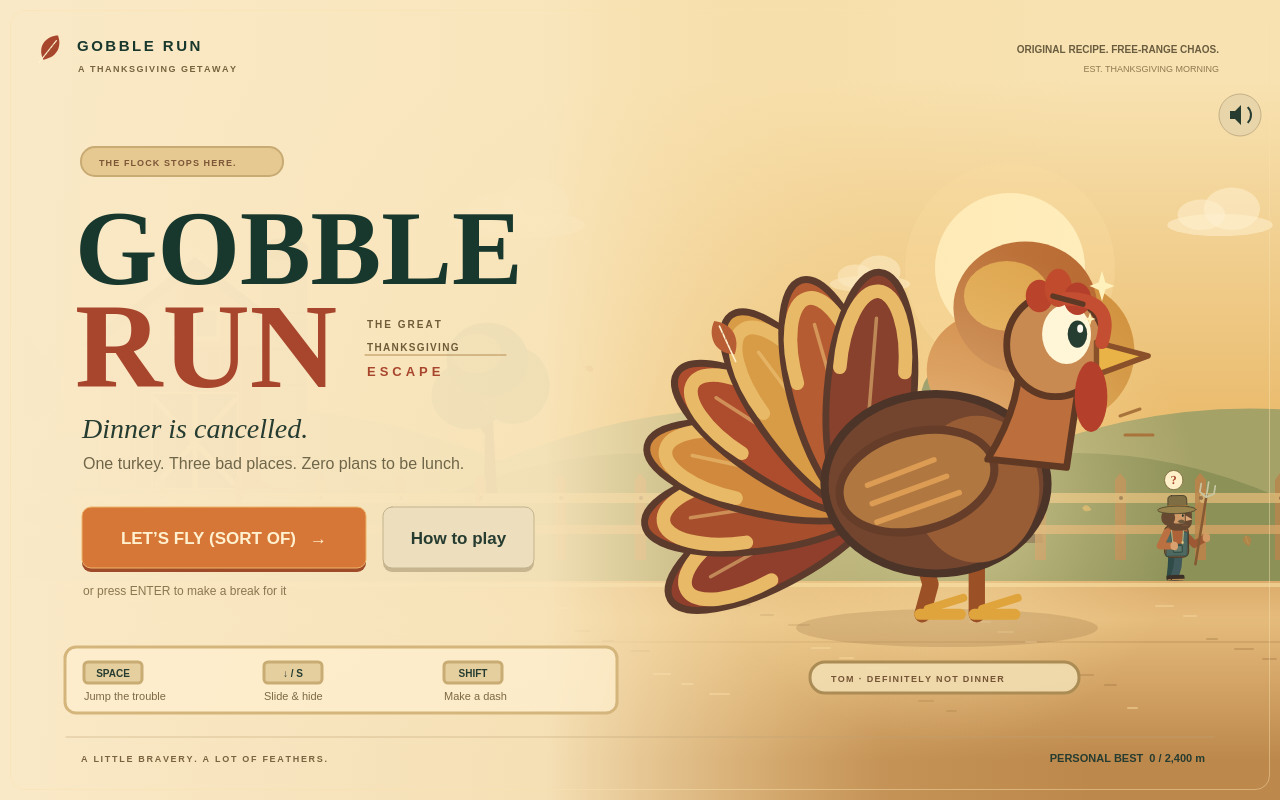 GOBBLE RUN
A THANKSGIVING GETAWAY
ORIGINAL RECIPE. FREE-RANGE CHAOS.
EST. THANKSGIVING MORNING
THE FLOCK STOPS HERE.
GOBBLE
RUN
THE GREAT
THANKSGIVING
ESCAPE
Dinner is cancelled.
One turkey. Three bad places. Zero plans to be lunch.
LET'S FLY (SORT OF) →
How to play
or press ENTER to make a break for it
?
SPACE
Jump the trouble
↓ / S
Slide & hide
SHIFT
Make a dash
TOM · DEFINITELY NOT DINNER
A LITTLE BRAVERY. A LOT OF FEATHERS.
PERSONAL BEST 0 / 2,400 m